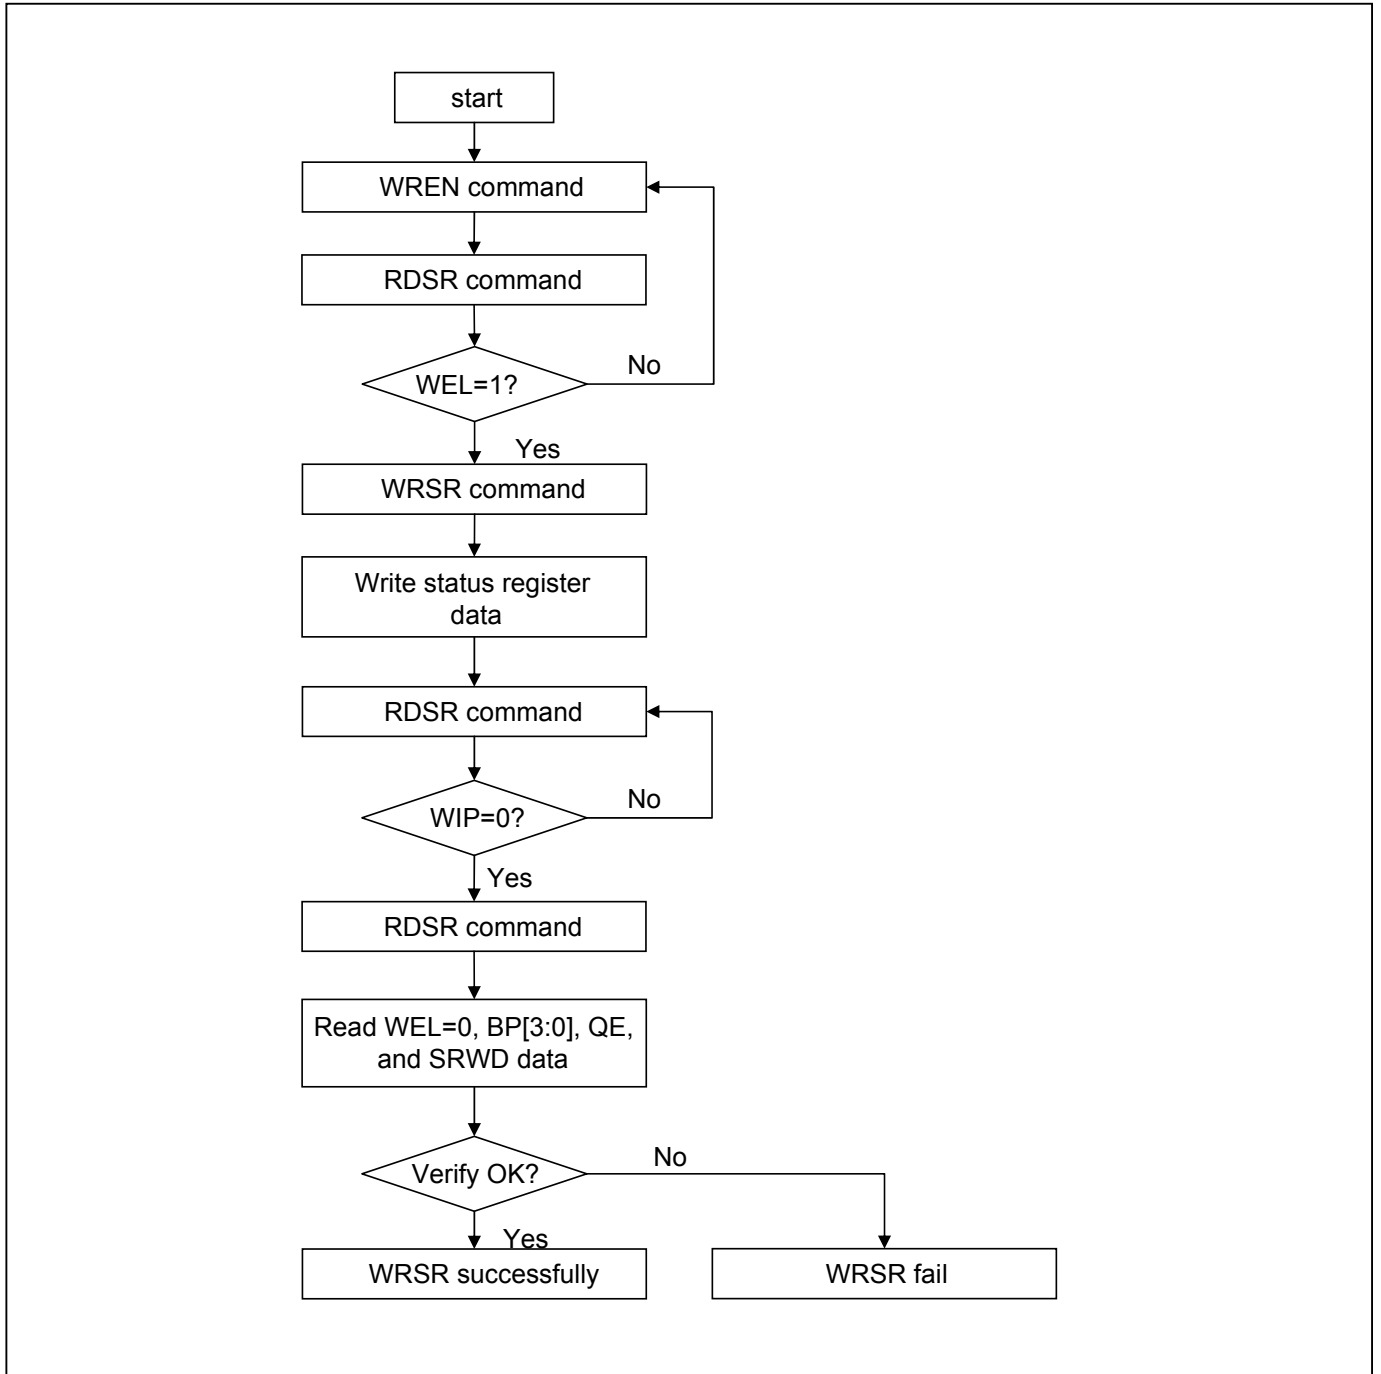 start
WREN command
RDSR command
WEL=1?
No
Yes
WRSR command
Write status register
data
RDSR command
WIP=0?
No
Yes
RDSR command
Read WEL=0, BP[3:0], QE,
and SRWD data
Verify OK?
No
Yes
WRSR successfully
WRSR fail